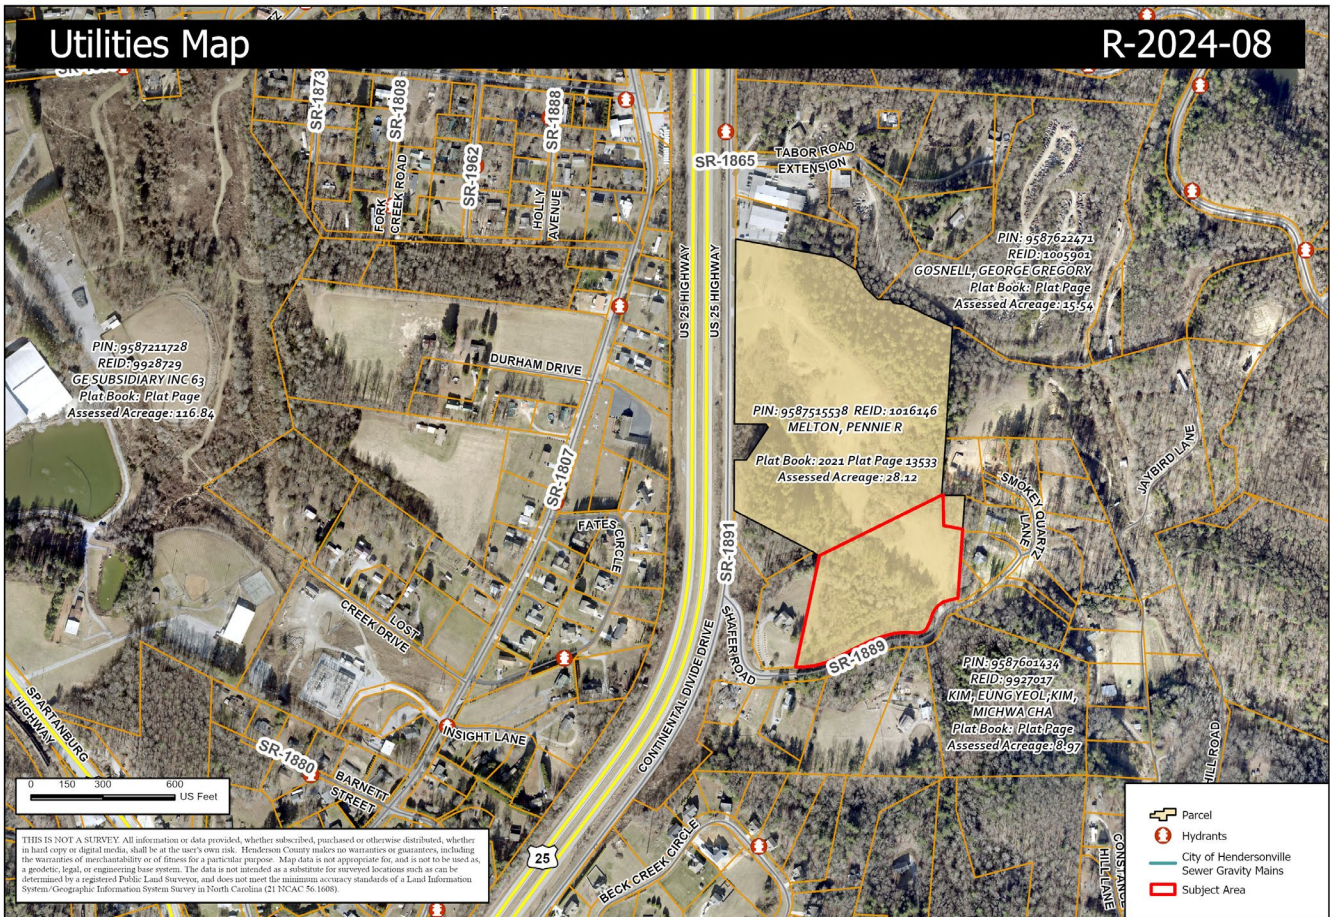 Utilities Map
R-2024-08
SR-1873
SR-1808
SR-1962
SR-1888
FORK
CREEK ROAD
HOLLY
AVENUE
SR-1865
TABOR ROAD
EXTENSION
US 25 HIGHWAY
US 25 HIGHWAY
PIN: 9587622471
REID: 1005901
GOSNELL, GEORGE GREGORY
Plat Book: Plat Page
Assessed Acreage: 15.54
PIN: 9587211728
REID: 9928729
GE SUBSIDIARY INC 63
Plat Book: Plat Page
Assessed Acreage: 116.84
DURHAM DRIVE
PIN: 9587515538 REID: 1016146
MELTON, PENNIE R
Plat Book: 2021 Plat Page 13533
Assessed Acreage: 28.12
SR-1807
FATES
CIRCLE
SR-1891
SMOKEY QUARTZ
LANE
JAYBIRD LANE
LOST
CREEK DRIVE
SHAFER ROAD
SR-1889
CONTINENTAL DIVIDE DRIVE
PIN: 9587601434
REID: 9927017
KIM, EUNG YEOL;KIM,
MICHWA CHA
Plat Book: Plat Page
Assessed Acreage: 8.97
SPARTANBURG
HIGHWAY
INSIGHT LANE
SR-1880
BARNETT
STREET
HILL ROAD
25
BECK CREEK CIRCLE
HILL LANE
0 150 300 600
US Feet
THIS IS NOT A SURVEY. All information or data provided, whether subscribed, purchased or otherwise distributed, whether
in hard copy or digital media, shall be at the user's own risk. Henderson County makes no warranties or guarantees, including
the warranties of merchantability or of fitness for a particular purpose. Map data is not appropriate for, and is not to be used as,
a geodetic, legal, or engineering base system. The data is not intended as a substitute for surveyed locations such as can be
determined by a registered Public Land Surveyor, and does not meet the minimum accuracy standards of a Land Information
System/Geographic Information System Survey in North Carolina (21 NCAC 56.1608).
Parcel
Hydrants
City of Hendersonville
Sewer Gravity Mains
Subject Area